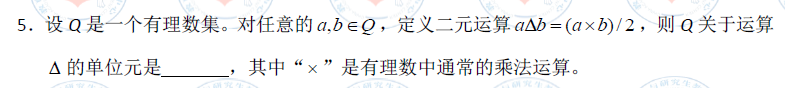 5．设 Q 是一个有理数集。对任意的 a,b∈Q，定义二元运算 aΔb=(a×b)/2，则 Q 关于运算
Δ 的单位元是_______，其中“×”是有理数中通常的乘法运算。